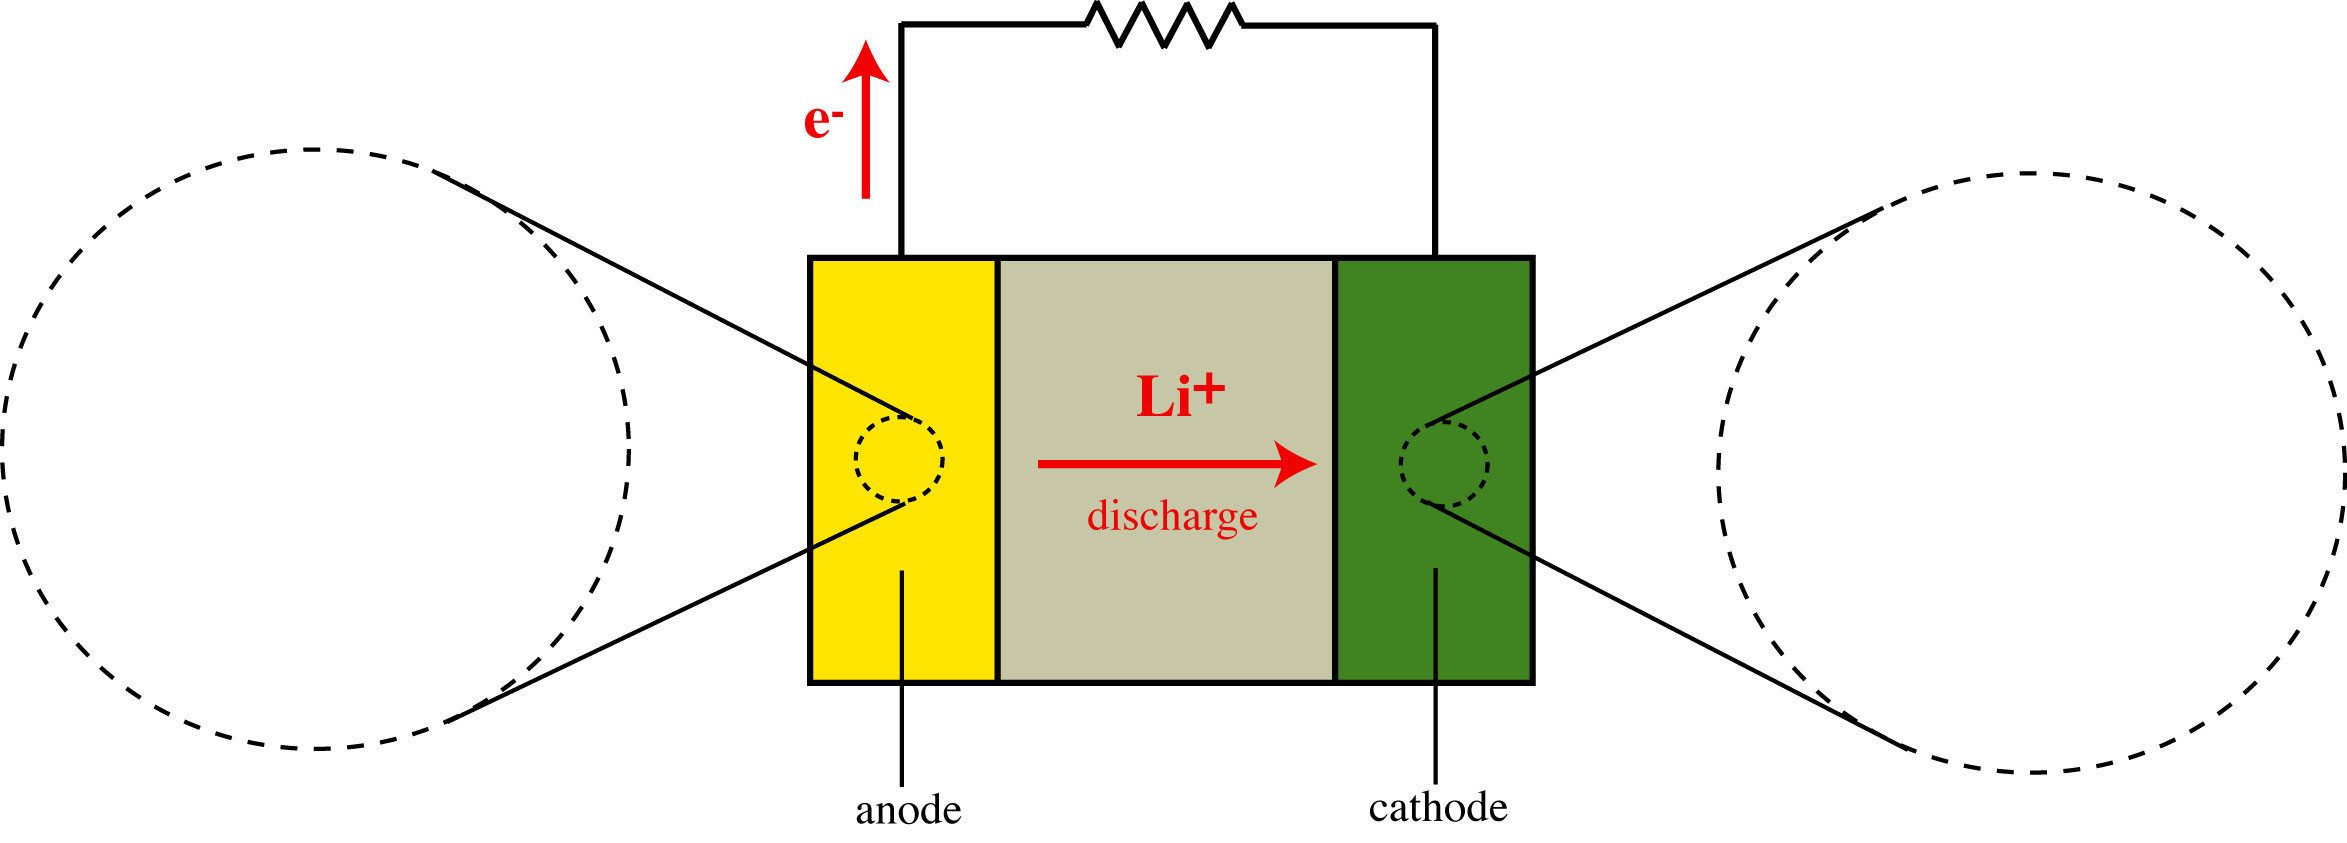 e-
Li+
discharge
anode
cathode